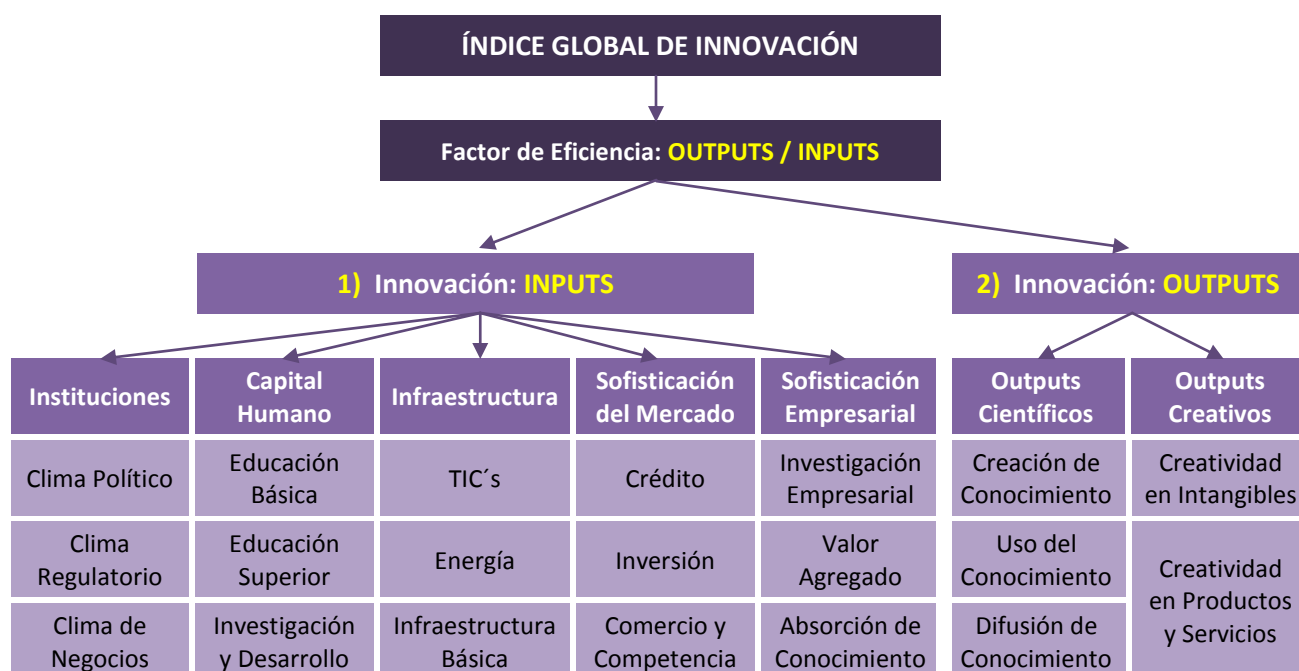 ÍNDICE GLOBAL DE INNOVACIÓN
Factor de Eficiencia: OUTPUTS / INPUTS
1) Innovación: INPUTS
2) Innovación: OUTPUTS
Instituciones
Capital
Humano
Infraestructura
Sofisticación
del Mercado
Sofisticación
Empresarial
Outputs
Científicos
Outputs
Creativos
Clima Político
Educación
Básica
TIC´s
Crédito
Investigación
Empresarial
Creación de
Conocimiento
Creatividad
en Intangibles
Clima
Regulatorio
Educación
Superior
Energía
Inversión
Valor
Agregado
Uso del
Conocimiento
Creatividad
en Productos
y Servicios
Clima de
Negocios
Investigación
y Desarrollo
Infraestructura
Básica
Comercio y
Competencia
Absorción de
Conocimiento
Difusión de
Conocimiento